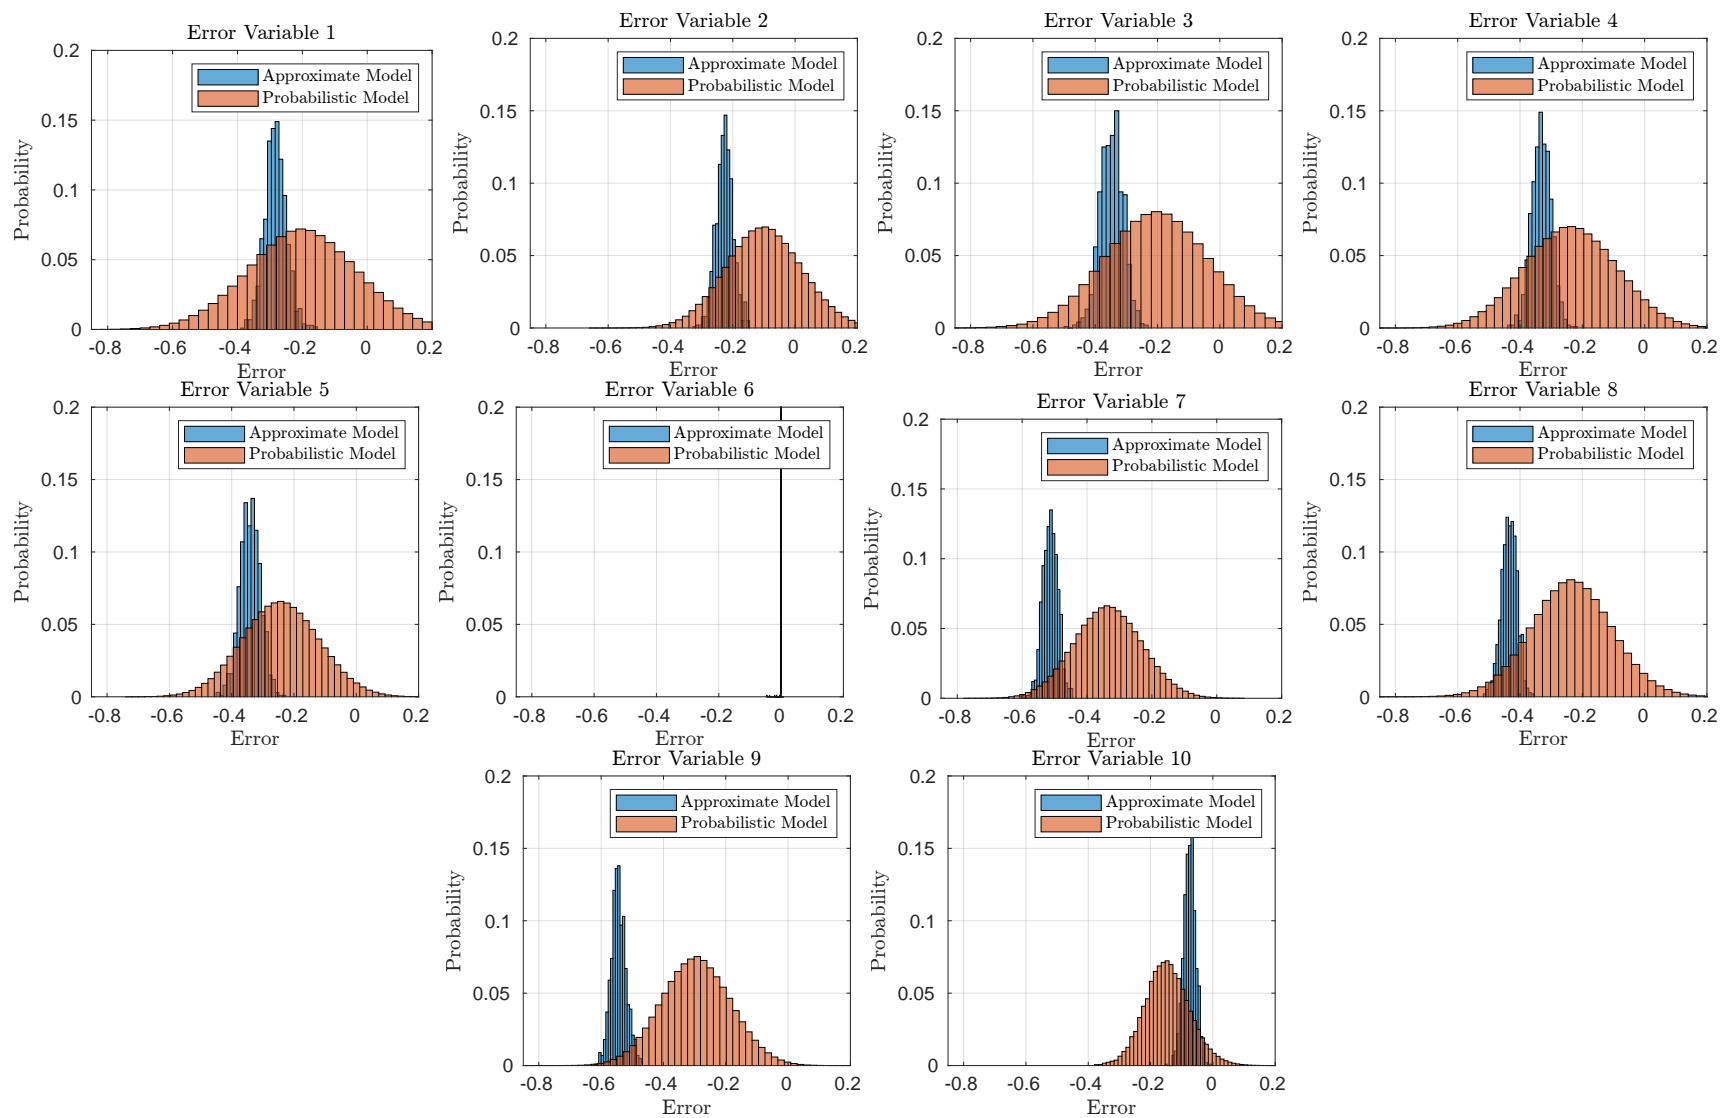 Error Variable 1
0.2
0.15
0.1
0.05
0
Probability
Approximate Model
Probabilistic Model
-0.8 -0.6 -0.4 -0.2 0 0.2
Error
Error Variable 2
0.2
0.15
0.1
0.05
0
Probability
Approximate Model
Probabilistic Model
-0.8 -0.6 -0.4 -0.2 0 0.2
Error
Error Variable 3
0.2
0.15
0.1
0.05
0
Probability
Approximate Model
Probabilistic Model
-0.8 -0.6 -0.4 -0.2 0 0.2
Error
Error Variable 4
0.2
0.15
0.1
0.05
0
Probability
Approximate Model
Probabilistic Model
-0.8 -0.6 -0.4 -0.2 0 0.2
Error
Error Variable 5
0.2
0.15
0.1
0.05
0
Probability
Approximate Model
Probabilistic Model
-0.8 -0.6 -0.4 -0.2 0 0.2
Error
Error Variable 6
0.2
0.15
0.1
0.05
0
Probability
Approximate Model
Probabilistic Model
-0.8 -0.6 -0.4 -0.2 0 0.2
Error
Error Variable 7
0.2
0.15
0.1
0.05
0
Probability
Approximate Model
Probabilistic Model
-0.8 -0.6 -0.4 -0.2 0 0.2
Error
Error Variable 8
0.2
0.15
0.1
0.05
0
Probability
Approximate Model
Probabilistic Model
-0.8 -0.6 -0.4 -0.2 0 0.2
Error
Error Variable 9
0.2
0.15
0.1
0.05
0
Probability
Approximate Model
Probabilistic Model
-0.8 -0.6 -0.4 -0.2 0 0.2
Error
Error Variable 10
0.2
0.15
0.1
0.05
0
Probability
Approximate Model
Probabilistic Model
-0.8 -0.6 -0.4 -0.2 0 0.2
Error